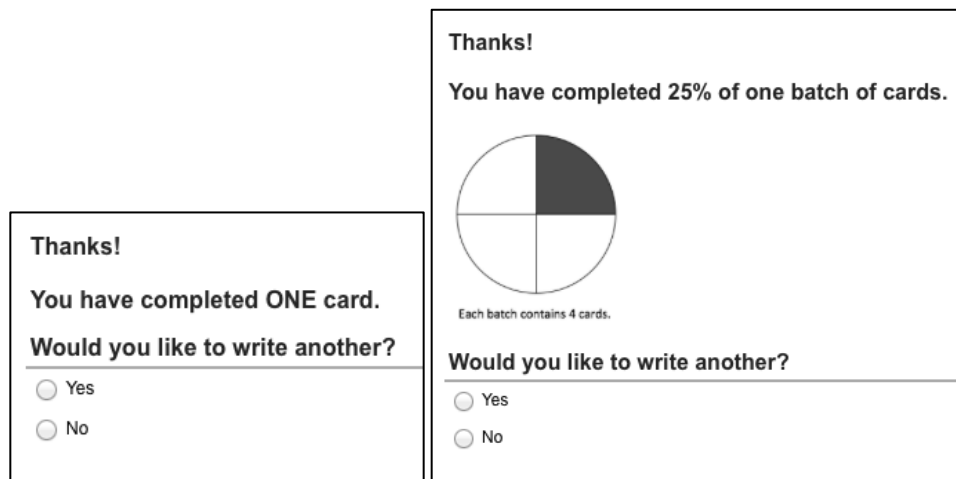 Thanks!
You have completed ONE card.
Would you like to write another?
Yes
No
Thanks!
You have completed 25% of one batch of cards.
Each batch contains 4 cards.
Would you like to write another?
Yes
No